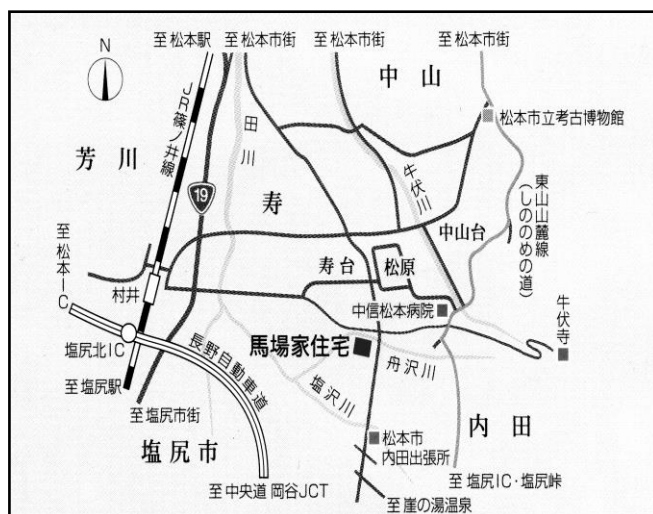 至松本駅
至松本市街
至松本市街
至松本市街
N
中山
JR篠ノ井線
田川
松本市立考古博物館
芳川
19
寿
牛伏川
東山山麓線
(しののめの道)
中山台
至松本IC
寿台
松原
村井
中信松本病院
牛伏寺
塩尻北IC
長野自動車道
馬場家住宅
舟沢川
至塩尻駅
塩沢川
至塩尻市街
塩尻市
松本市
内田出張所
内田
至中央道 岡谷JCT
至塩尻IC・塩尻峠
至崖の湯温泉